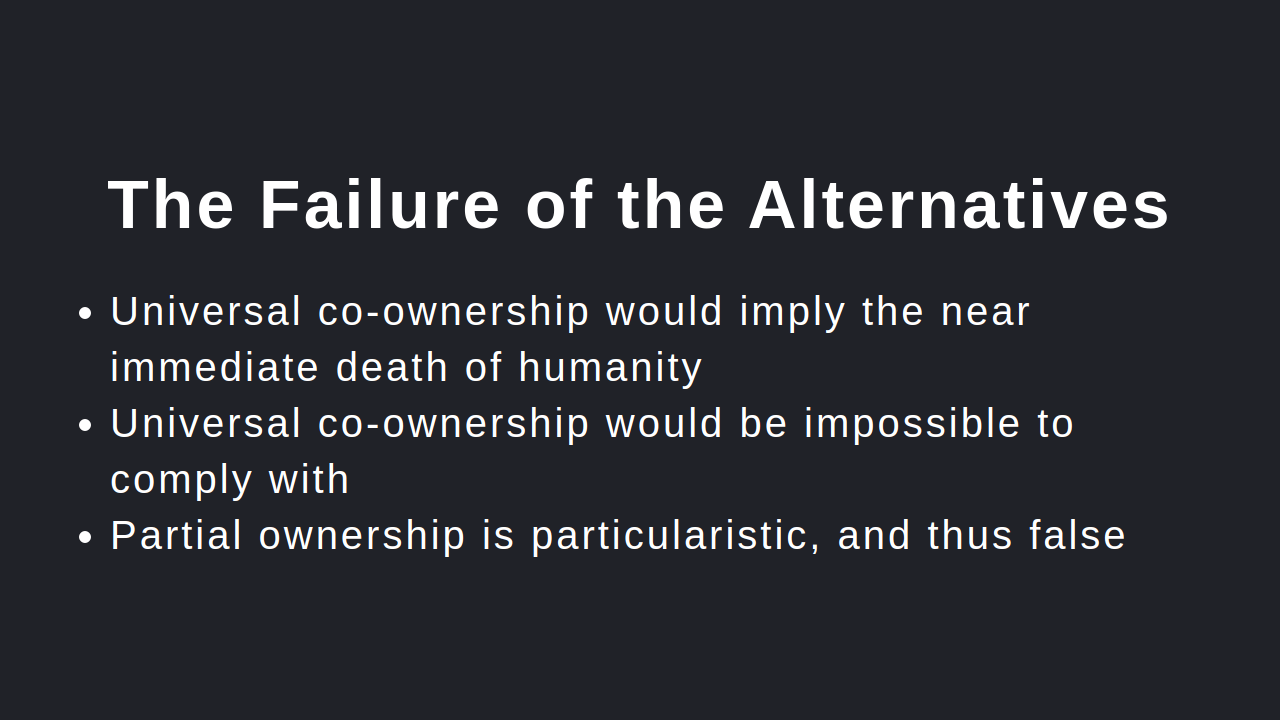 The Failure of the Alternatives
• Universal co-ownership would imply the near
immediate death of humanity
• Universal co-ownership would be impossible to
comply with
• Partial ownership is particularistic, and thus false